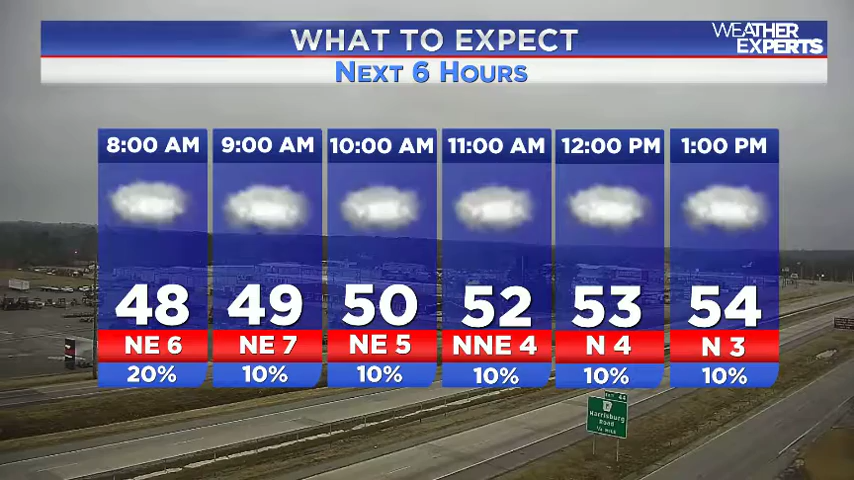 WHAT TO EXPECT
WEATHER
EXPERTS
NEXT 6 HOURS
8:00 AM 9:00 AM 10:00 AM 11:00 AM 12:00 PM 1:00 PM
48 49 50 52 53 54
NE 6 NE 7 NE 5 NNE 4 N 4 N 3
20% 10% 10% 10% 10% 10%
Harrisburg
Road